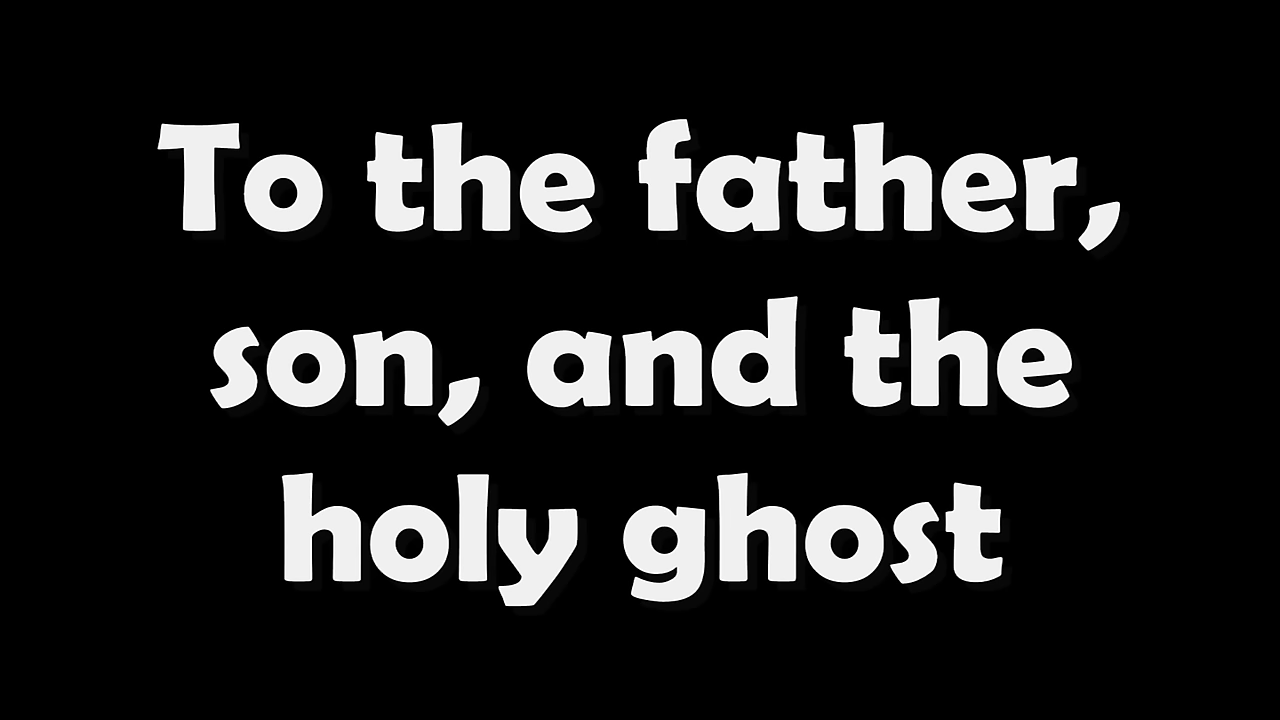 To the father,
son, and the
holy ghost